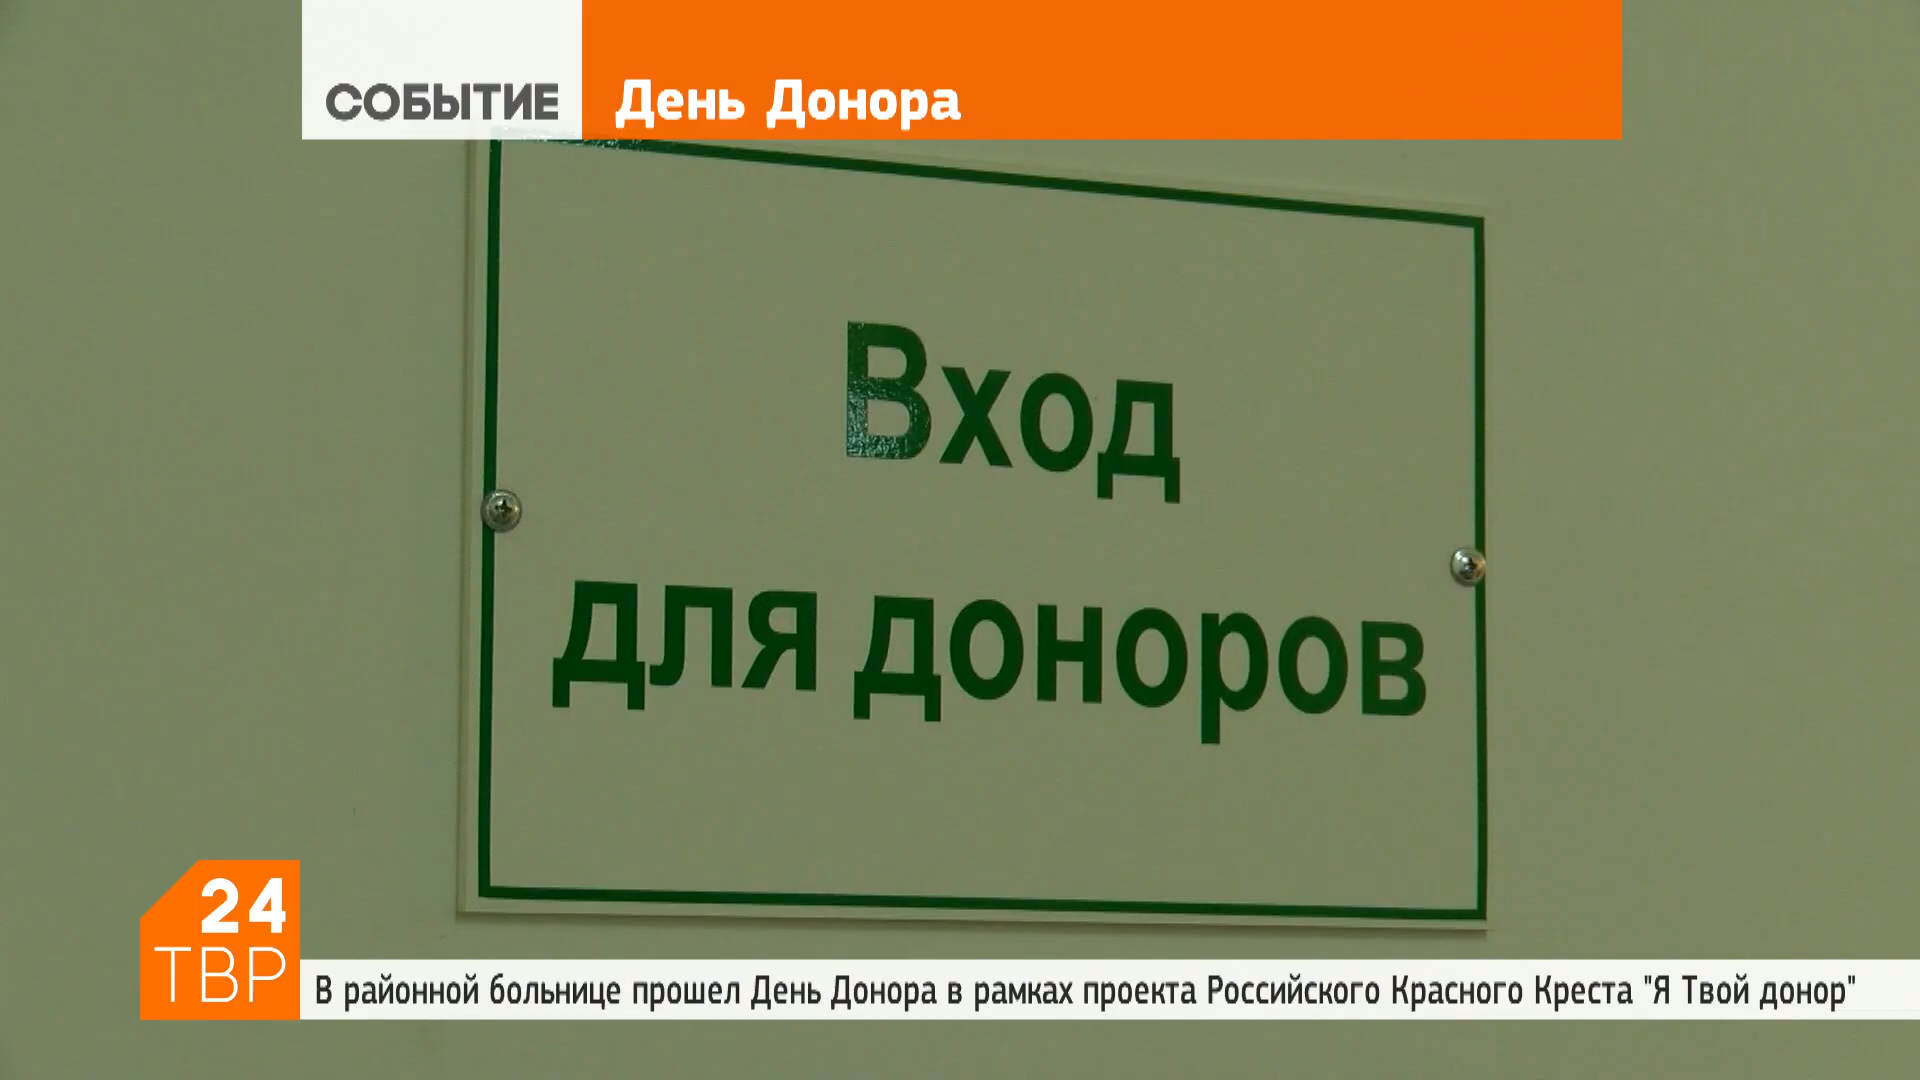 СОБЫТИЕ День Донора
Вход
для доноров
24
ТВР
В районной больнице прошел День Донора в рамках проекта Российского Красного Креста "Я Твой донор"